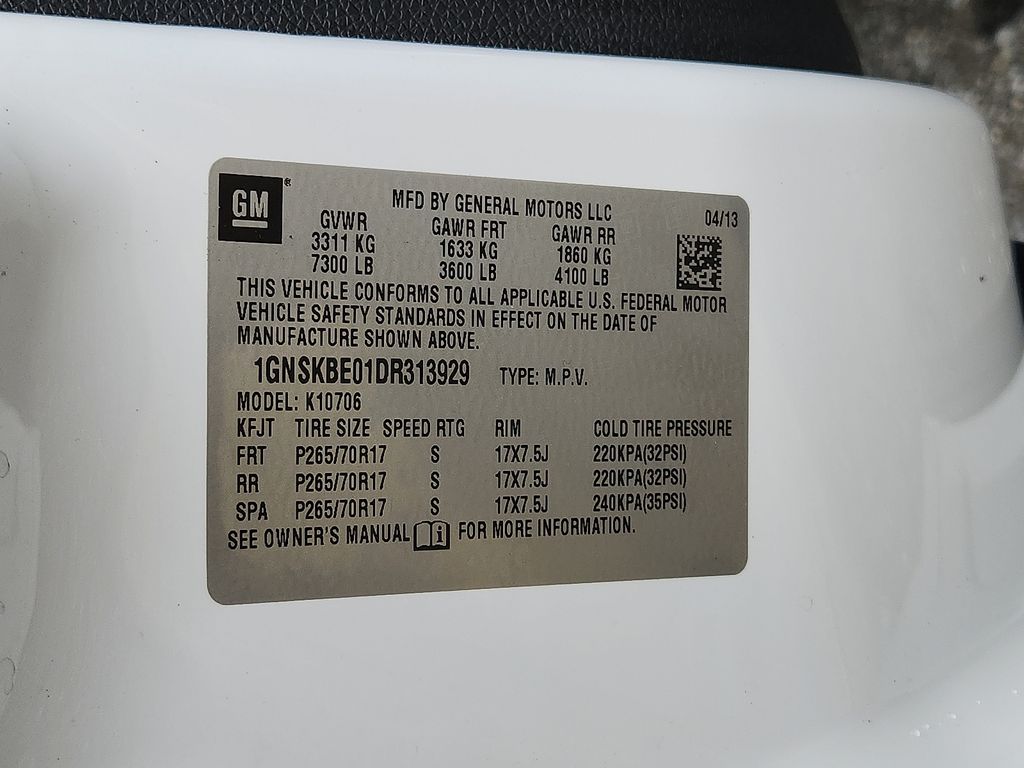 GM
MFD BY GENERAL MOTORS LLC 04/13
GVWR GAWR FRT GAWR RR
3311 KG 1633 KG 1860 KG
7300 LB 3600 LB 4100 LB
THIS VEHICLE CONFORMS TO ALL APPLICABLE U.S. FEDERAL MOTOR
VEHICLE SAFETY STANDARDS IN EFFECT ON THE DATE OF
MANUFACTURE SHOWN ABOVE.
1GNSKBE01DR313929 TYPE: M.P.V.
MODEL: K10706
KFJT TIRE SIZE SPEED RTG RIM COLD TIRE PRESSURE
FRT P265/70R17 S 17X7.5J 220KPA(32PSI)
RR P265/70R17 S 17X7.5J 220KPA(32PSI)
SPA P265/70R17 S 17X7.5J 240KPA(35PSI)
SEE OWNER'S MANUAL i FOR MORE INFORMATION.